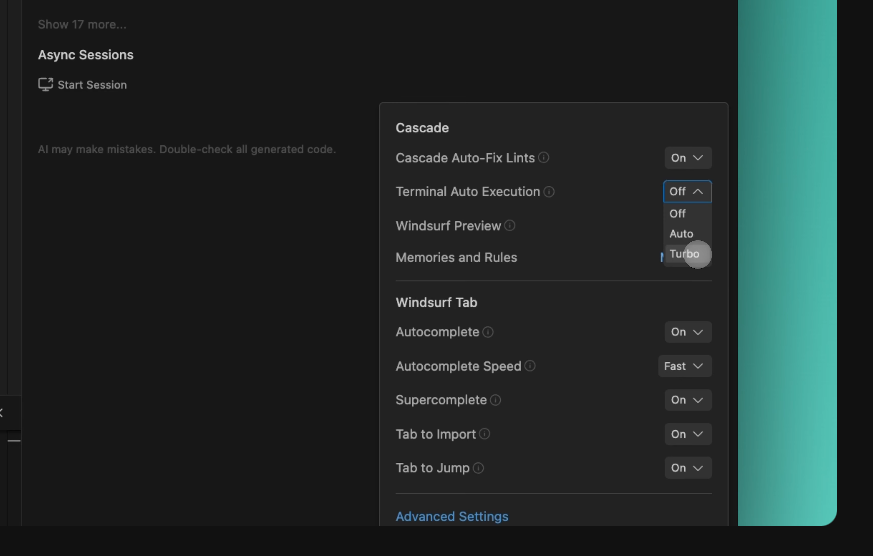 Show 17 more...
Async Sessions
Start Session
AI may make mistakes. Double-check all generated code.
Cascade
Cascade Auto-Fix Lints On
Terminal Auto Execution Off
Off
Windsurf Preview
Auto
Turbo
Memories and Rules
Windsurf Tab
Autocomplete On
Autocomplete Speed Fast
Supercomplete On
Tab to Import On
Tab to Jump On
Advanced Settings